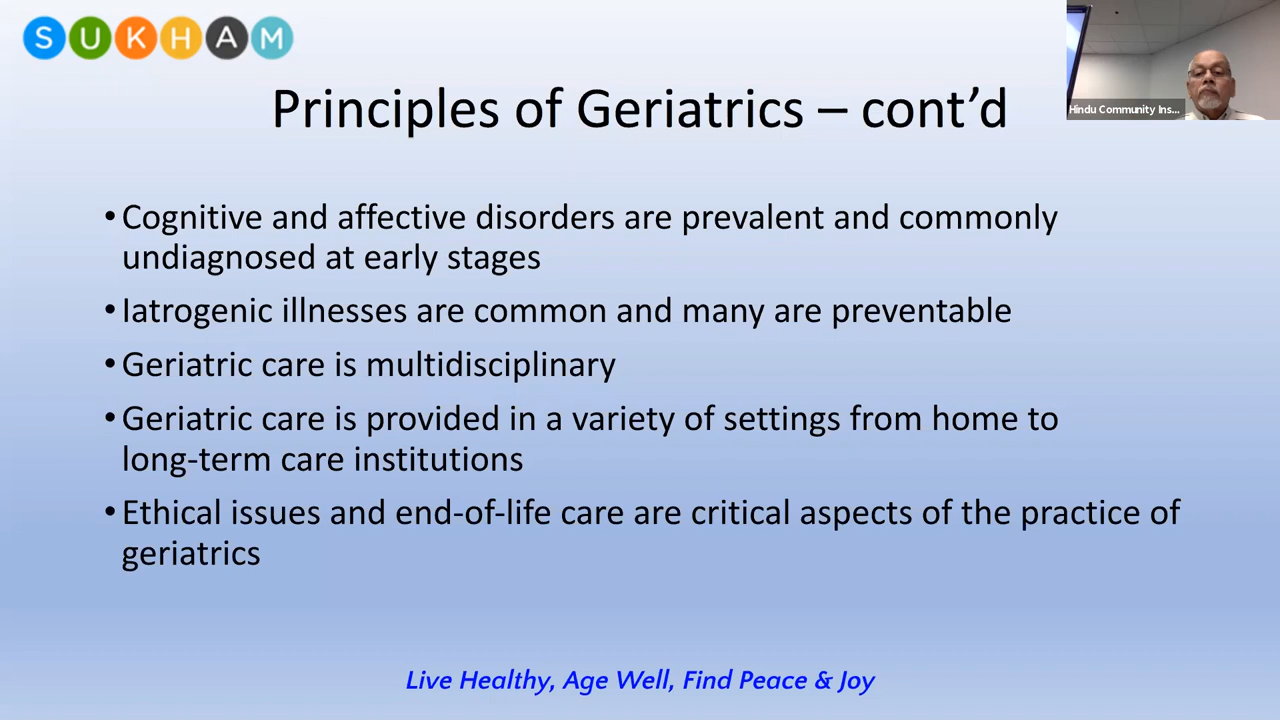 SUKHAM
Hindu Community Ins...
Principles of Geriatrics – cont’d
• Cognitive and affective disorders are prevalent and commonly
undiagnosed at early stages
• Iatrogenic illnesses are common and many are preventable
• Geriatric care is multidisciplinary
• Geriatric care is provided in a variety of settings from home to
long-term care institutions
• Ethical issues and end-of-life care are critical aspects of the practice of
geriatrics
Live Healthy, Age Well, Find Peace & Joy